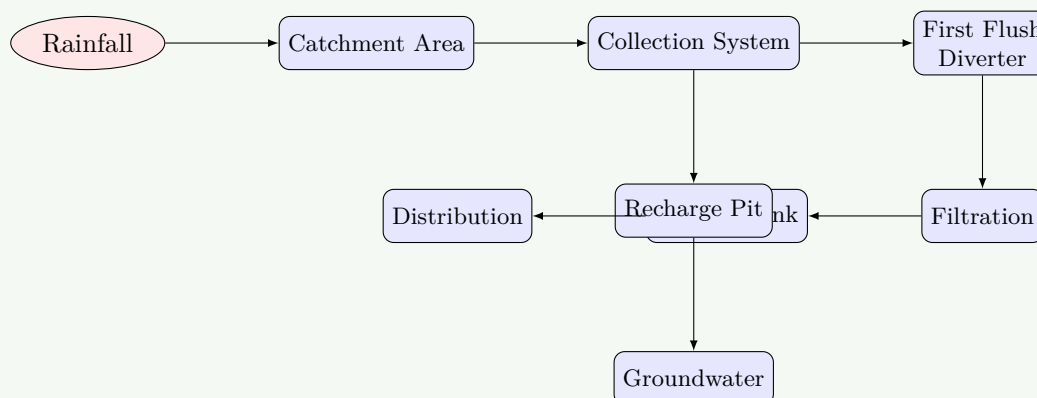 Rainfall
Catchment Area
Collection System
First Flush
Diverter
Distribution
Recharge Pit
nk
Filtration
Groundwater